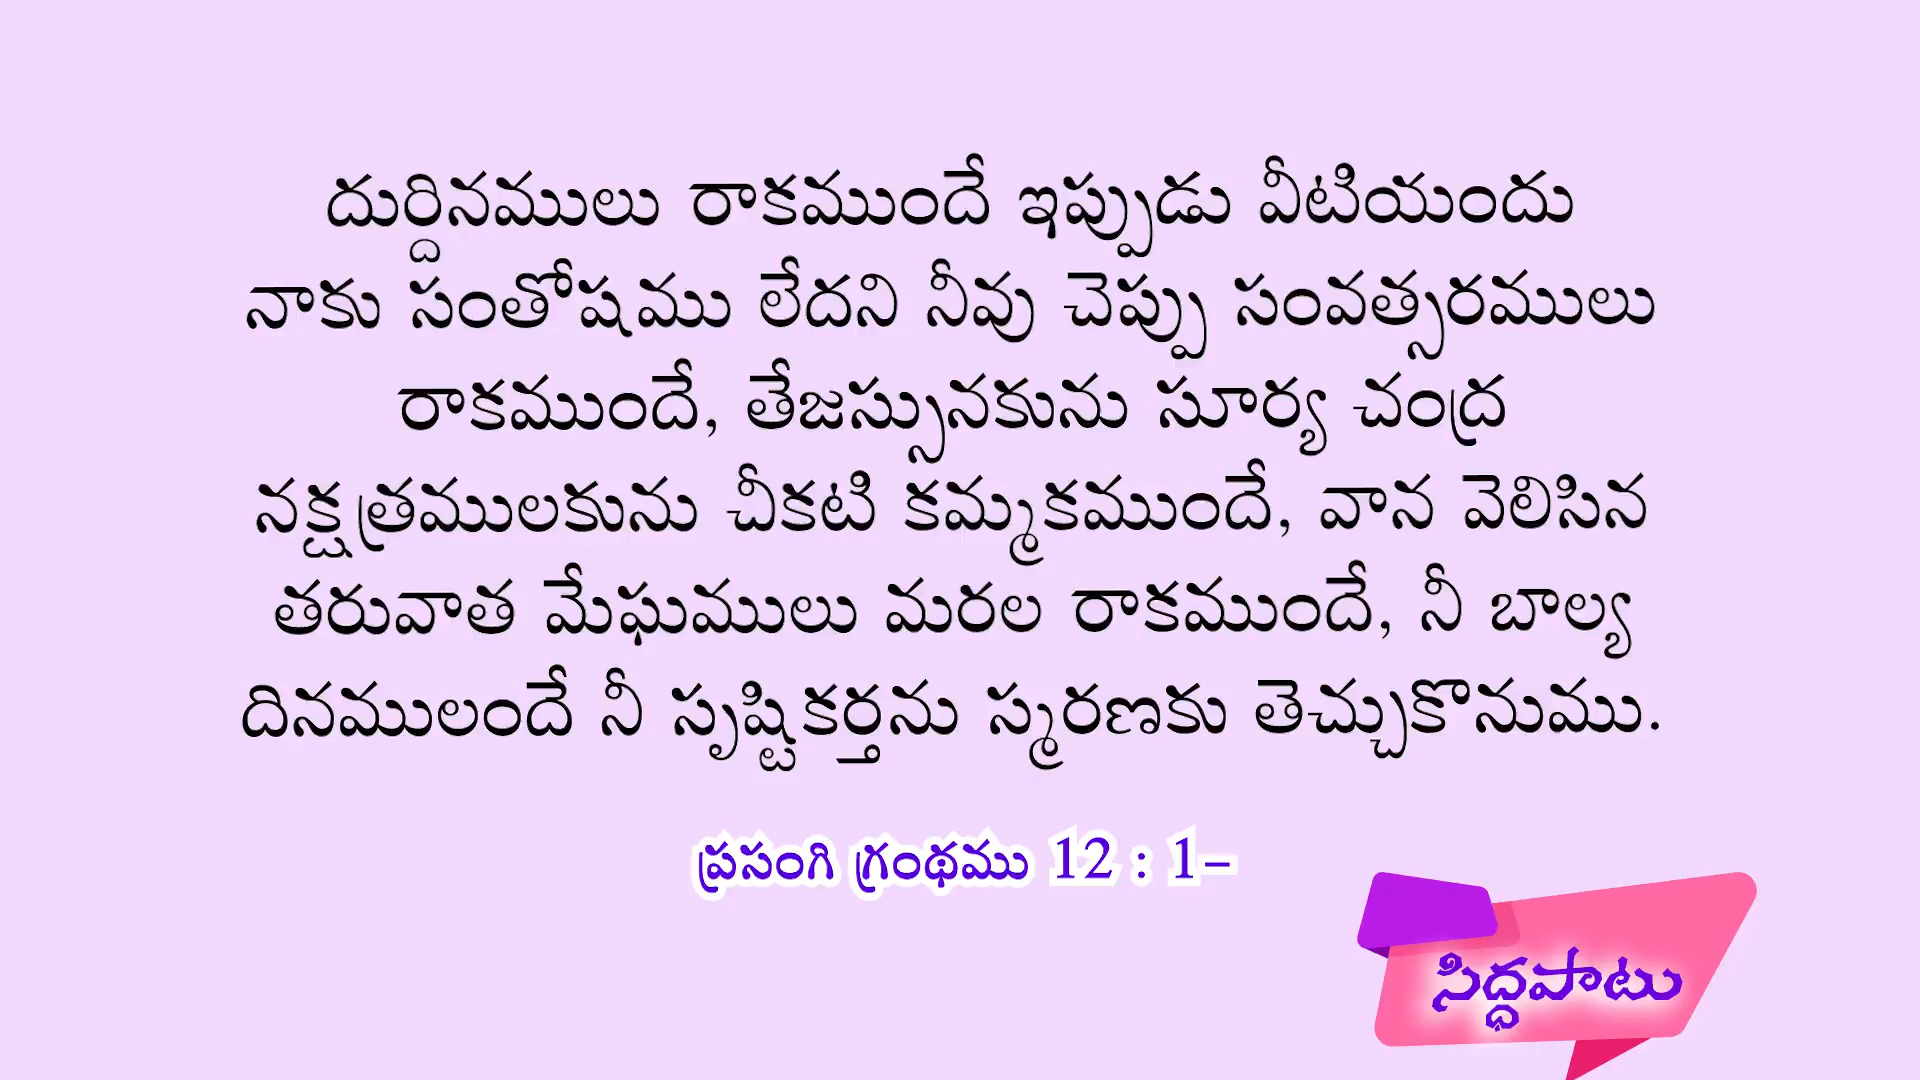 దుర్దినములు రాకముందే ఇప్పుడు వీటియందు
నాకు సంతోషము లేదని నీవు చెప్పు సంవత్సరములు
రాకముందే, తేజస్సునకును సూర్య చంద్ర
నక్షత్రములకును చీకటి కమ్మకముందే, వాన వెలిసిన
తరువాత మేఘములు మరల రాకముందే, నీ బాల్య
దినములందే నీ సృష్టికర్తను స్మరణకు తెచ్చుకొనుము.
ప్రసంగి గ్రంథము 12 : 1-
సిద్ధపాటు